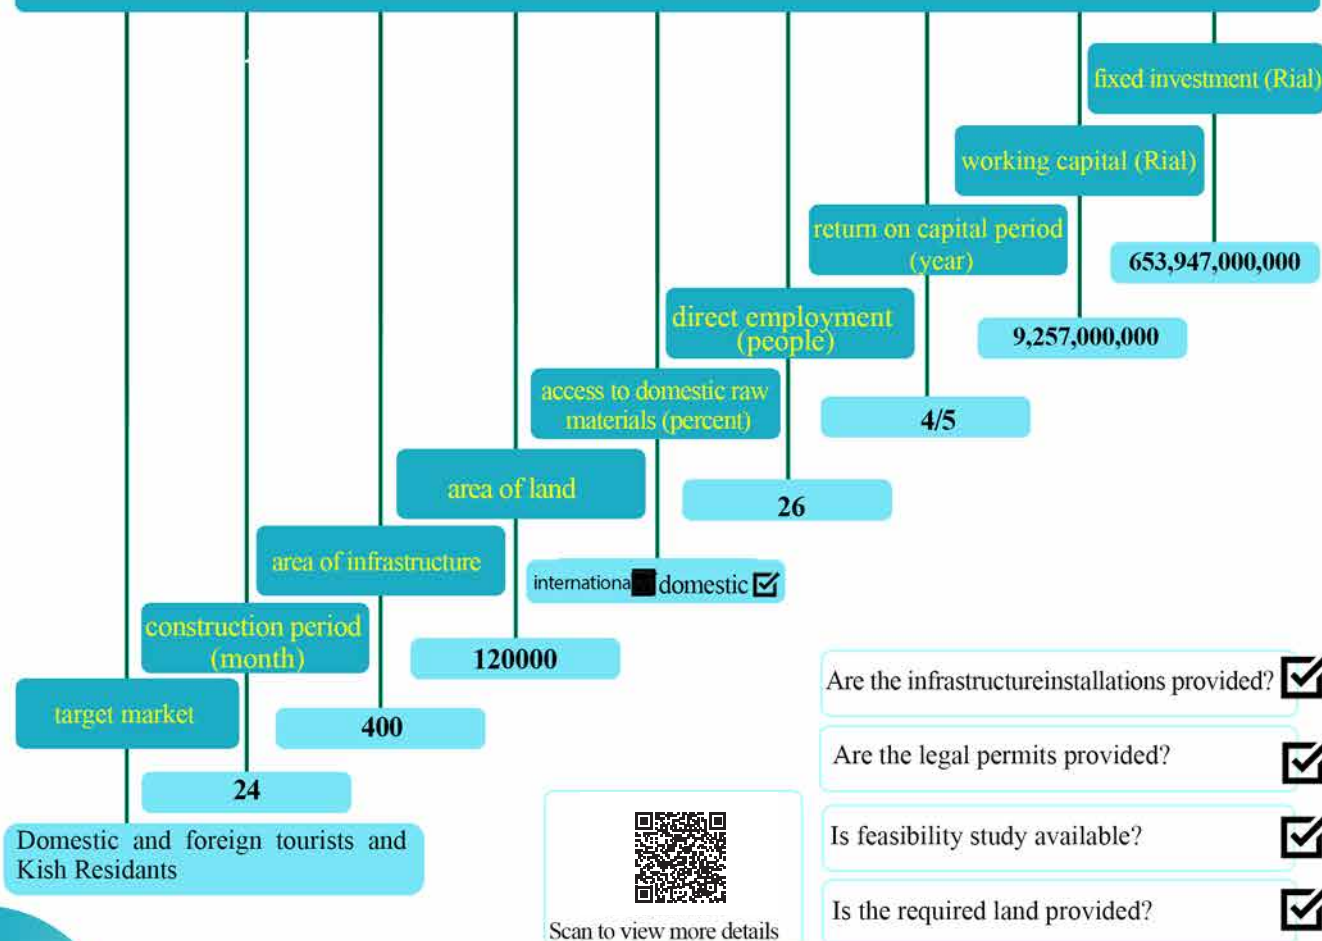 fixed investment (Rial)
653,947,000,000
working capital (Rial)
9,257,000,000
return on capital period
(year)
4/5
direct employment
(people)
26
access to domestic raw
materials (percent)
internationa domestic
area of land
120000
area of infrastructure
400
construction period
(month)
24
target market
Domestic and foreign tourists and
Kish Residants
Are the infrastructureinstallations provided?
Are the legal permits provided?
Is feasibility study available?
Is the required land provided?
Scan to view more details